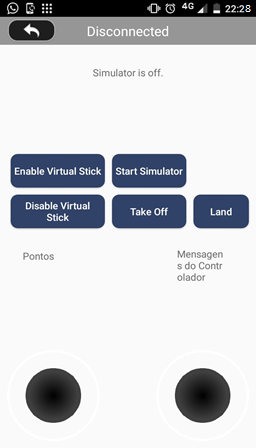 4G 22:28
Disconnected
Simulator is off.
Enable Virtual Stick
Start Simulator
Disable Virtual
Stick
Take Off
Land
Pontos
Mensagen
s do Contr
olador